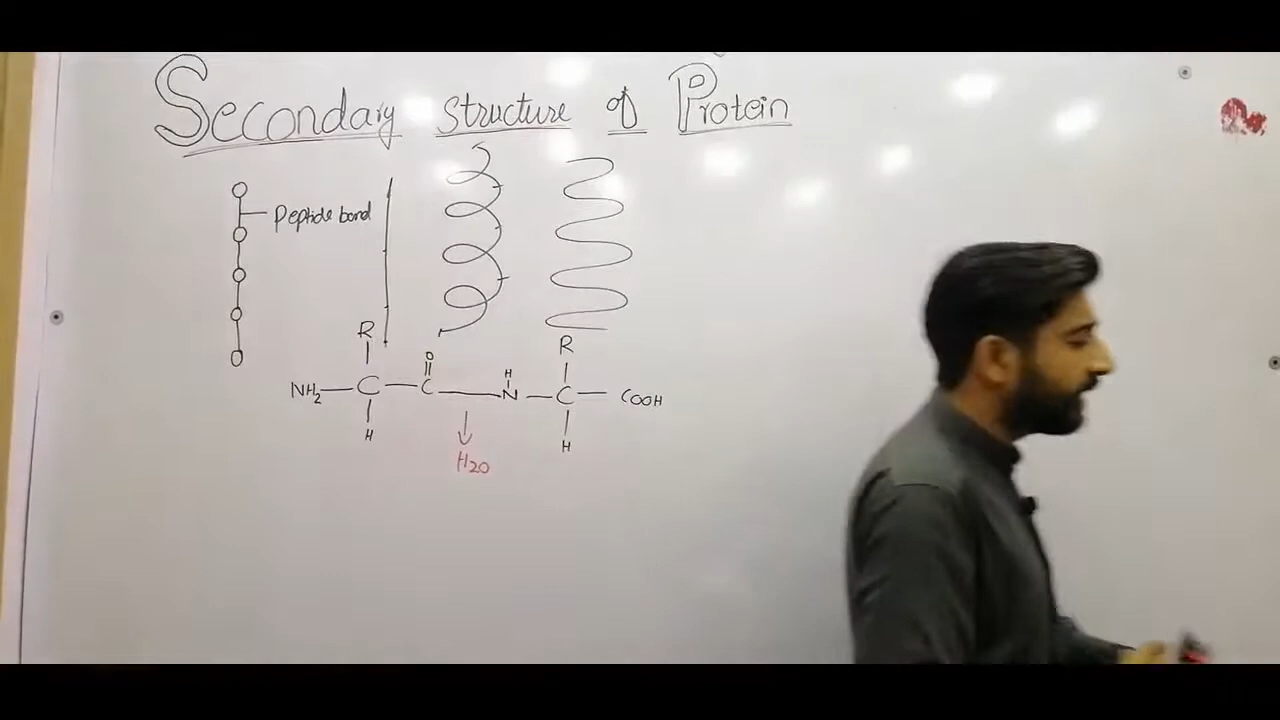 Secondary structure of Protein
Peptide bond
R
R
O
H
NH2 C C N C COOH
H
H
H2O